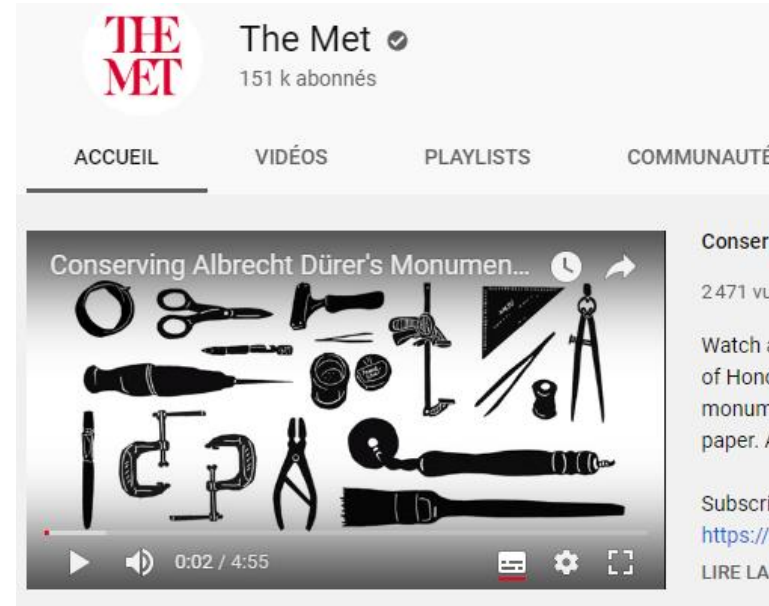 THE
MET
The Met
151 k abonnés
ACCUEIL VIDÉOS PLAYLISTS COMMUNAUTÉ
Conserving Albrecht Dürer's Monumen...
0:02 / 4:55
Conser
2 471 vu
Watch a
of Hono
monum
paper. A
Subscri
https://
LIRE LA